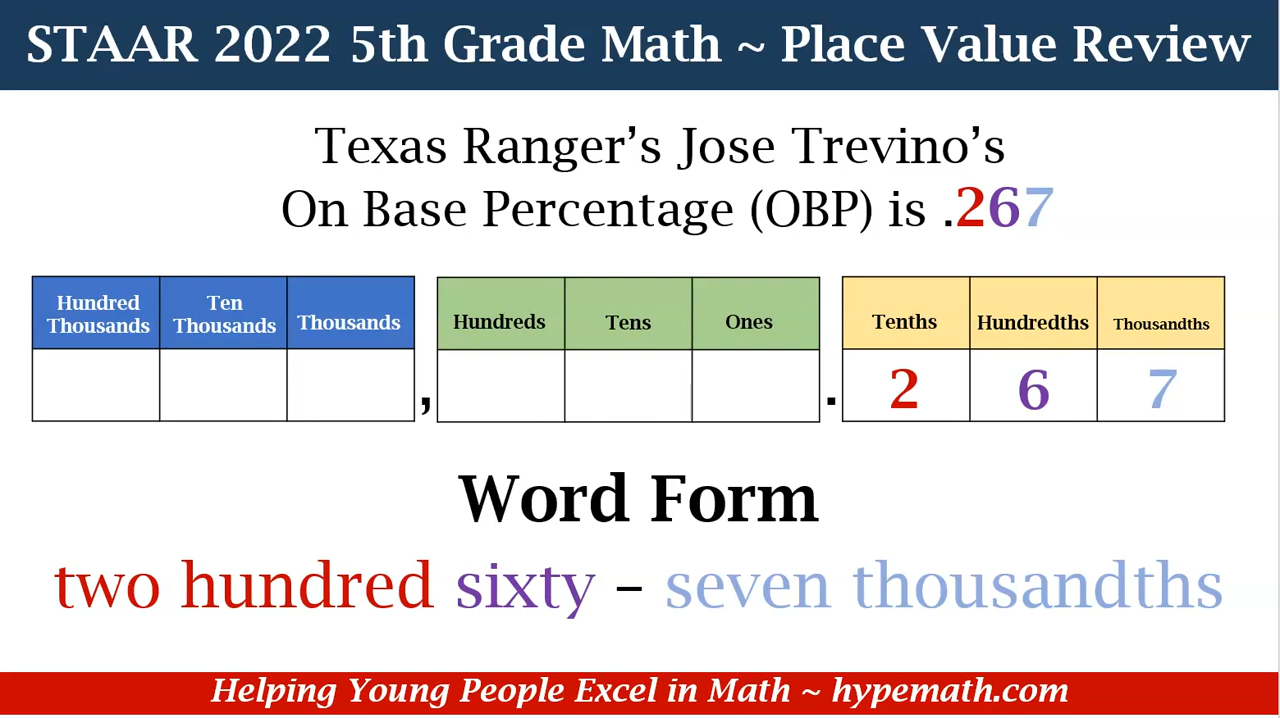 STAAR 2022 5th Grade Math ~ Place Value Review
Texas Ranger’s Jose Trevino’s
On Base Percentage (OBP) is .267
Hundred Thousands Ten Thousands Thousands Hundreds Tens Ones Tenths Hundredths Thousandths
, . 2 6 7
Word Form
two hundred sixty – seven thousandths
Helping Young People Excel in Math ~ hypemath.com